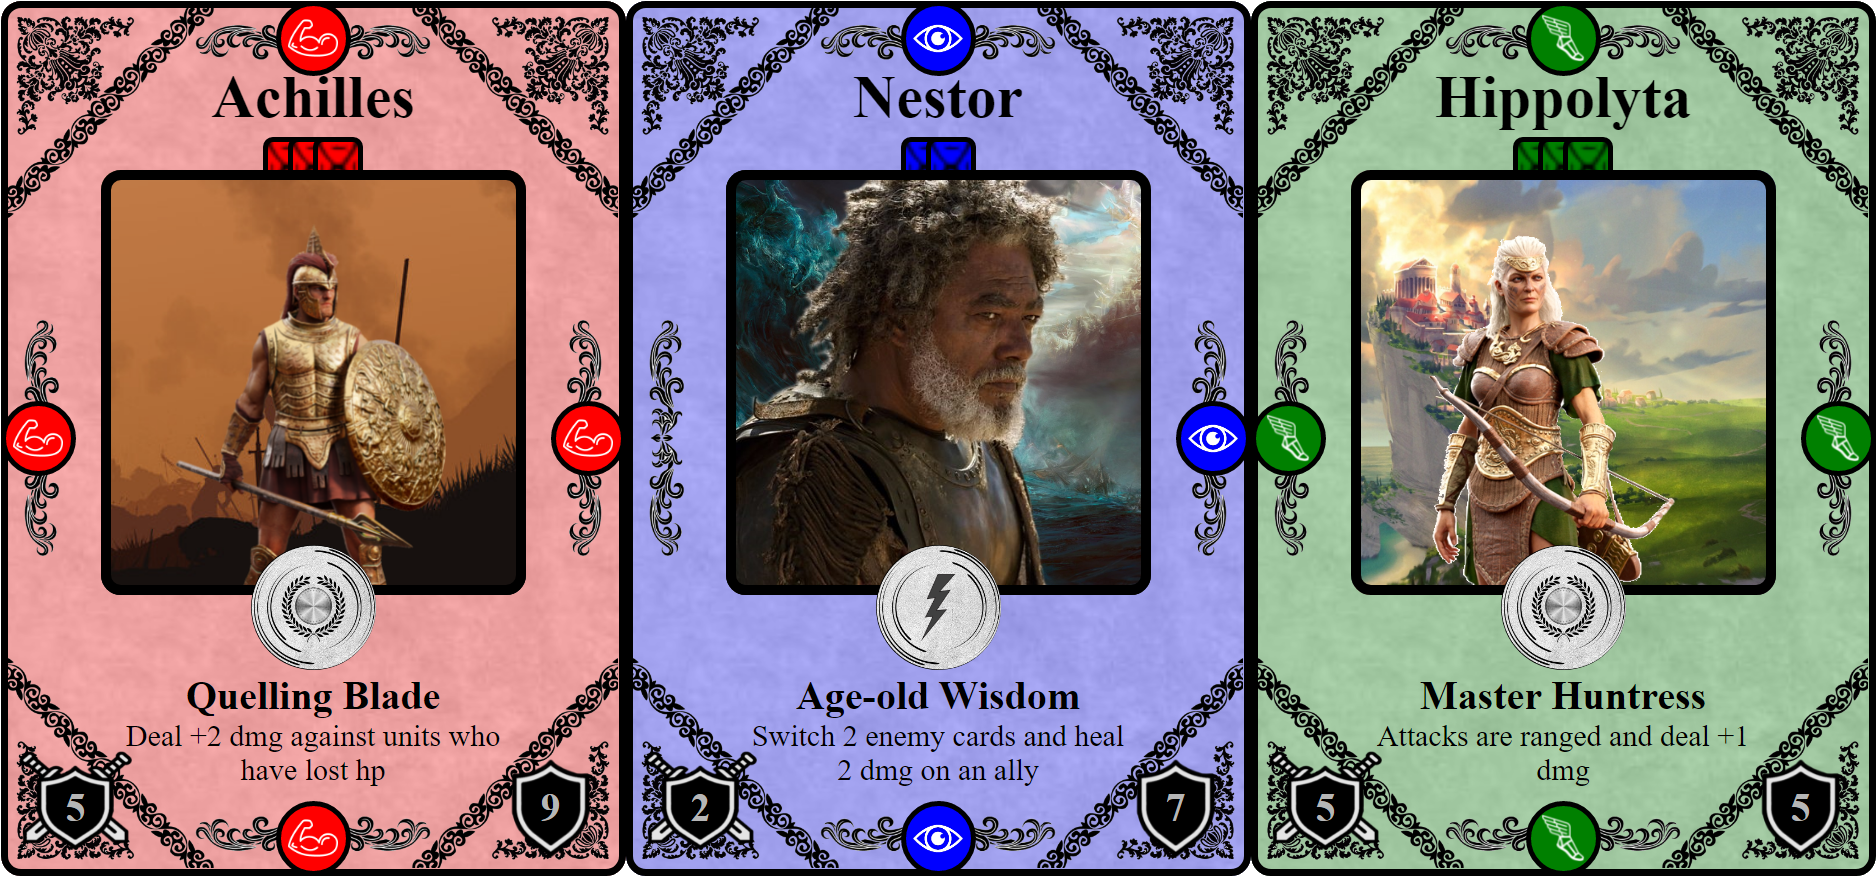 Achilles
Quelling Blade
Deal +2 dmg against units who
have lost hp
5
9
Nestor
Age-old Wisdom
Switch 2 enemy cards and heal
2 dmg on an ally
2
7
Hippolyta
Master Huntress
Attacks are ranged and deal +1
dmg
5
5